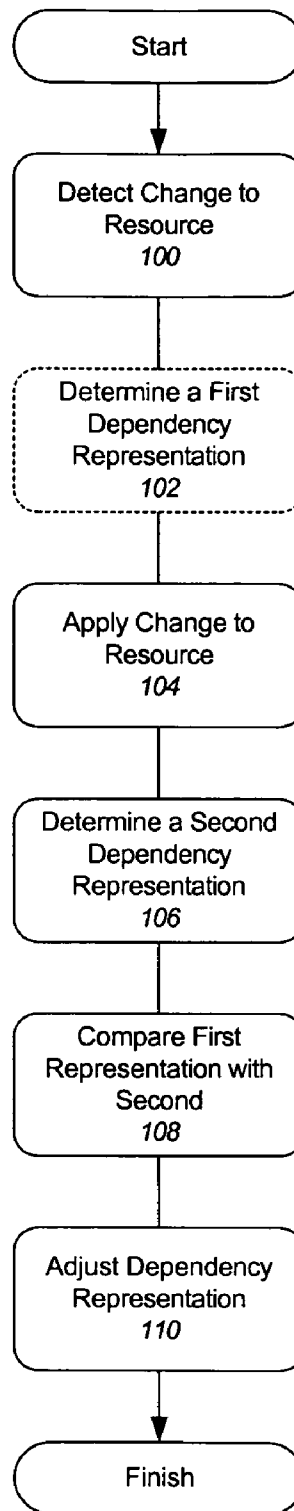 Start
Detect Change to
Resource
100
Determine a First
Dependency
Representation
102
Apply Change to
Resource
104
Determine a Second
Dependency
Representation
106
Compare First
Representation with
Second
108
Adjust Dependency
Representation
110
Finish